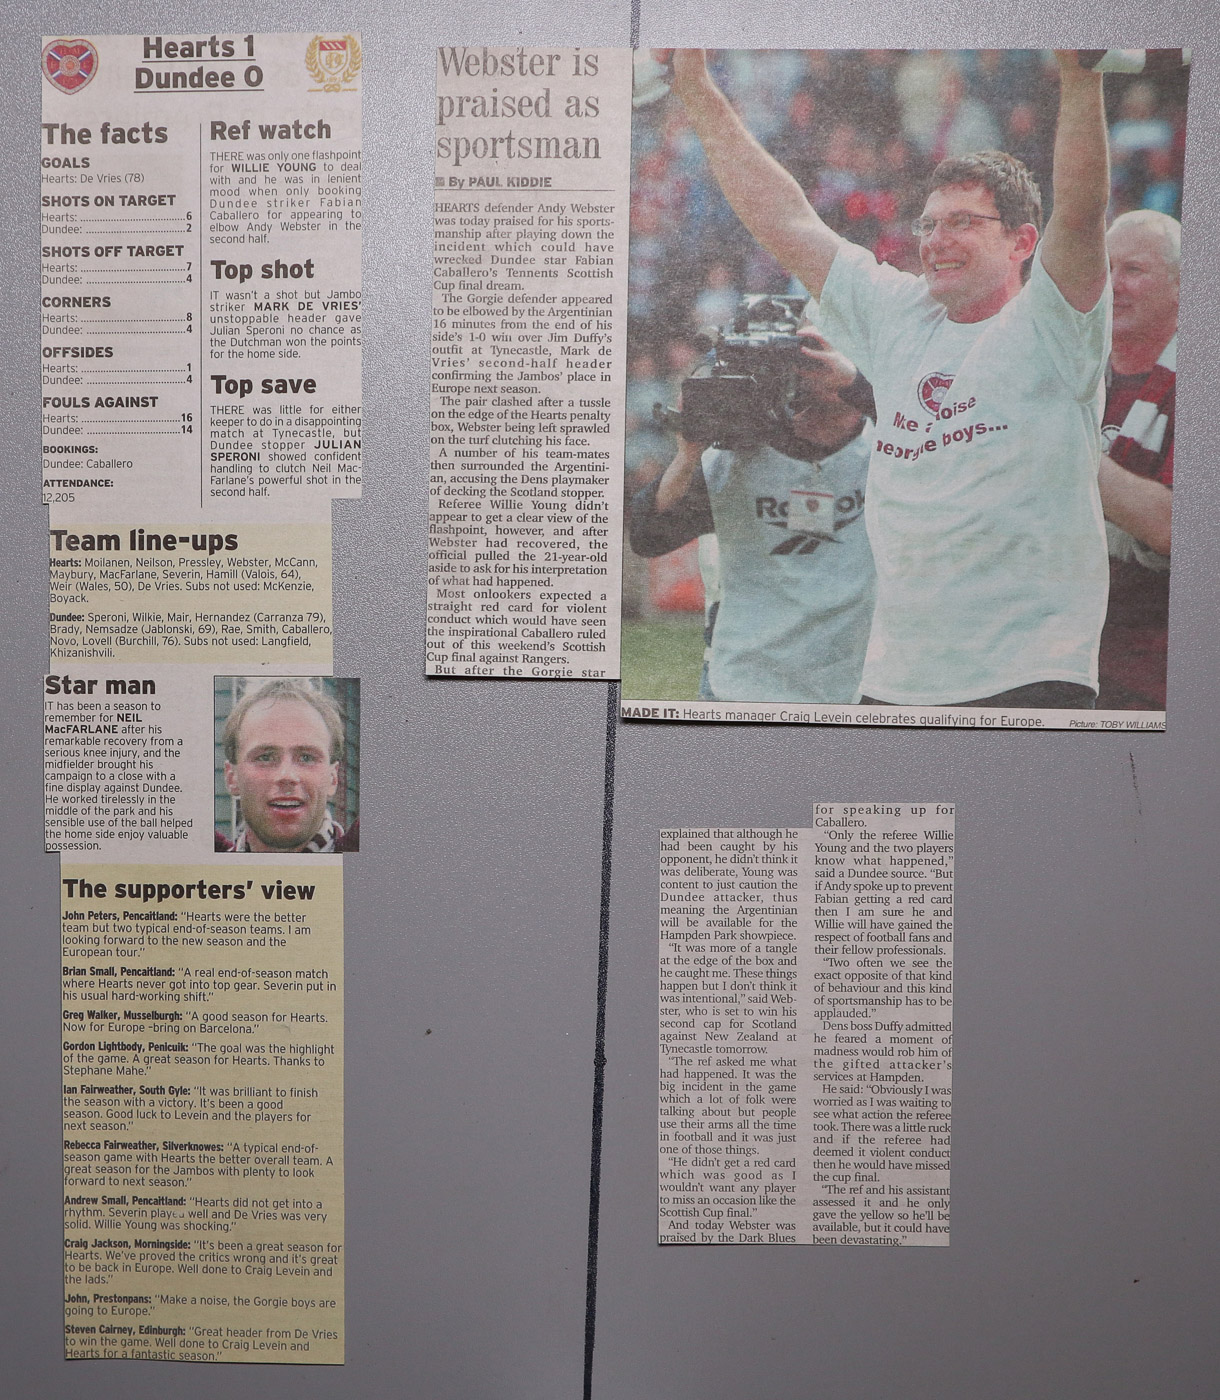 Hearts 1
Dundee 0
The facts
GOALS
Hearts: De Vries (78)
SHOTS ON TARGET
Hearts: 6
Dundee: 2
SHOTS OFF TARGET
Hearts: 7
Dundee: 4
CORNERS
Hearts: 8
Dundee: 4
OFFSIDES
Hearts: 1
Dundee: 4
FOULS AGAINST
Hearts: 16
Dundee: 14
BOOKINGS:
Dundee: Caballero
ATTENDANCE:
12,205
Ref watch
THERE was only one flashpoint
for WILLIE YOUNG to deal
with and he was in lenient
mood when only booking
Dundee striker Fabian
Caballero for appearing to
elbow Andy Webster in the
second half.
Top shot
IT wasn't a shot but Jambo
striker MARK DE VRIES'
unstoppable header gave
Julian Speroni no chance as
the Dutchman won the points
for the home side.
Top save
THERE was little for either
keeper to do in a disappointing
match at Tynecastle, but
Dundee stopper JULIAN
SPERONI showed confident
handling to clutch Neil Mac-
Farlane's powerful shot in the
second half.
Team line-ups
Hearts: Moilanen, Neilson, Pressley, Webster, McCann,
Maybury, MacFarlane, Severin, Hamill (Valois, 64),
Weir (Wales, 50), De Vries. Subs not used: McKenzie,
Boyack.
Dundee: Speroni, Wilkie, Mair, Hernandez (Carranza 79),
Brady, Nemsadze (Jablonski, 69), Rae, Smith, Caballero,
Novo, Lovell (Burchill, 76). Subs not used: Langfield,
Khizanishvili.
Star man
IT has been a season to
remember for NEIL
MacFARLANE after his
remarkable recovery from a
serious knee injury, and the
midfielder brought his
campaign to a close with a
fine display against Dundee.
He worked tirelessly in the
middle of the park and his
sensible use of the ball helped
the home side enjoy valuable
possession.
The supporters' view
John Peters, Pencaitland: "Hearts were the better
team but two typical end-of-season teams. I am
looking forward to the new season and the
European tour."
Brian Small, Pencaitland: "A real end-of-season match
where Hearts never got into top gear. Severin put in
his usual hard-working shift."
Greg Walker, Musselburgh: "A good season for Hearts.
Now for Europe -bring on Barcelona."
Gordon Lightbody, Penicuik: "The goal was the highlight
of the game. A great season for Hearts. Thanks to
Stephane Mahe."
Ian Fairweather, South Gyle: "It was brilliant to finish
the season with a victory. It's been a good
season. Good luck to Levein and the players for
next season."
Rebecca Fairweather, Silverknowes: "A typical end-of-
season game with Hearts the better overall team. A
great season for the Jambos with plenty to look
forward to next season."
Andrew Small, Pencaitland: "Hearts did not get into a
rhythm. Severin played well and De Vries was very
solid. Willie Young was shocking."
Craig Jackson, Morningside: "It's been a great season for
Hearts. We've proved the critics wrong and it's great
to be back in Europe. Well done to Craig Levein and
the lads."
John, Prestonpans: "Make a noise, the Gorgie boys are
going to Europe."
Steven Cairney, Edinburgh: "Great header from De Vries
to win the game. Well done to Craig Levein and
Hearts for a fantastic season."
Webster is
praised as
sportsman
By PAUL KIDDIE
HEARTS defender Andy Webster
was today praised for his sports-
manship after playing down the
incident which could have
wrecked Dundee star Fabian
Caballero's Tennents Scottish
Cup final dream.
The Gorgie defender appeared
to be elbowed by the Argentinian
16 minutes from the end of his
side's 1-0 win over Jim Duffy's
outfit at Tynecastle, Mark de
Vries' second-half header
confirming the Jambos' place in
Europe next season.
The pair clashed after a tussle
on the edge of the Hearts penalty
box, Webster being left sprawled
on the turf clutching his face.
A number of his team-mates
then surrounded the Argentini-
an, accusing the Dens playmaker
of decking the Scotland stopper.
Referee Willie Young didn't
appear to get a clear view of the
flashpoint, however, and after
Webster had recovered, the
official pulled the 21-year-old
aside to ask for his interpretation
of what had happened.
Most onlookers expected a
straight red card for violent
conduct which would have seen
the inspirational Caballero ruled
out of this weekend's Scottish
Cup final against Rangers.
But after the Gorgie star
boys...
MADE IT: Hearts manager Craig Levein celebrates qualifying for Europe.
Picture: TOBY WILLIAMS
explained that although he
had been caught by his
opponent, he didn't think it
was deliberate, Young was
content to just caution the
Dundee attacker, thus
meaning the Argentinian
will be available for the
Hampden Park showpiece.
"It was more of a tangle
at the edge of the box and
he caught me. These things
happen but I don't think it
was intentional," said Web-
ster, who is set to win his
second cap for Scotland
against New Zealand at
Tynecastle tomorrow.
"The ref asked me what
had happened. It was the
big incident in the game
which a lot of folk were
talking about but people
use their arms all the time
in football and it was just
one of those things.
"He didn't get a red card
which was good as I
wouldn't want any player
to miss an occasion like the
Scottish Cup final."
And today Webster was
praised by the Dark Blues
for speaking up for
Caballero.
"Only the referee Willie
Young and the two players
know what happened,"
said a Dundee source. "But
if Andy spoke up to prevent
Fabian getting a red card
then I am sure he and
Willie will have gained the
respect of football fans and
their fellow professionals.
"Two often we see the
exact opposite of that kind
of behaviour and this kind
of sportsmanship has to be
applauded."
Dens boss Duffy admitted
he feared a moment of
madness would rob him of
the gifted attacker's
services at Hampden.
He said: "Obviously I was
worried as I was waiting to
see what action the referee
took. There was a little ruck
and if the referee had
deemed it violent conduct
then he would have missed
the cup final.
"The ref and his assistant
assessed it and he only
gave the yellow so he'll be
available, but it could have
been devastating."